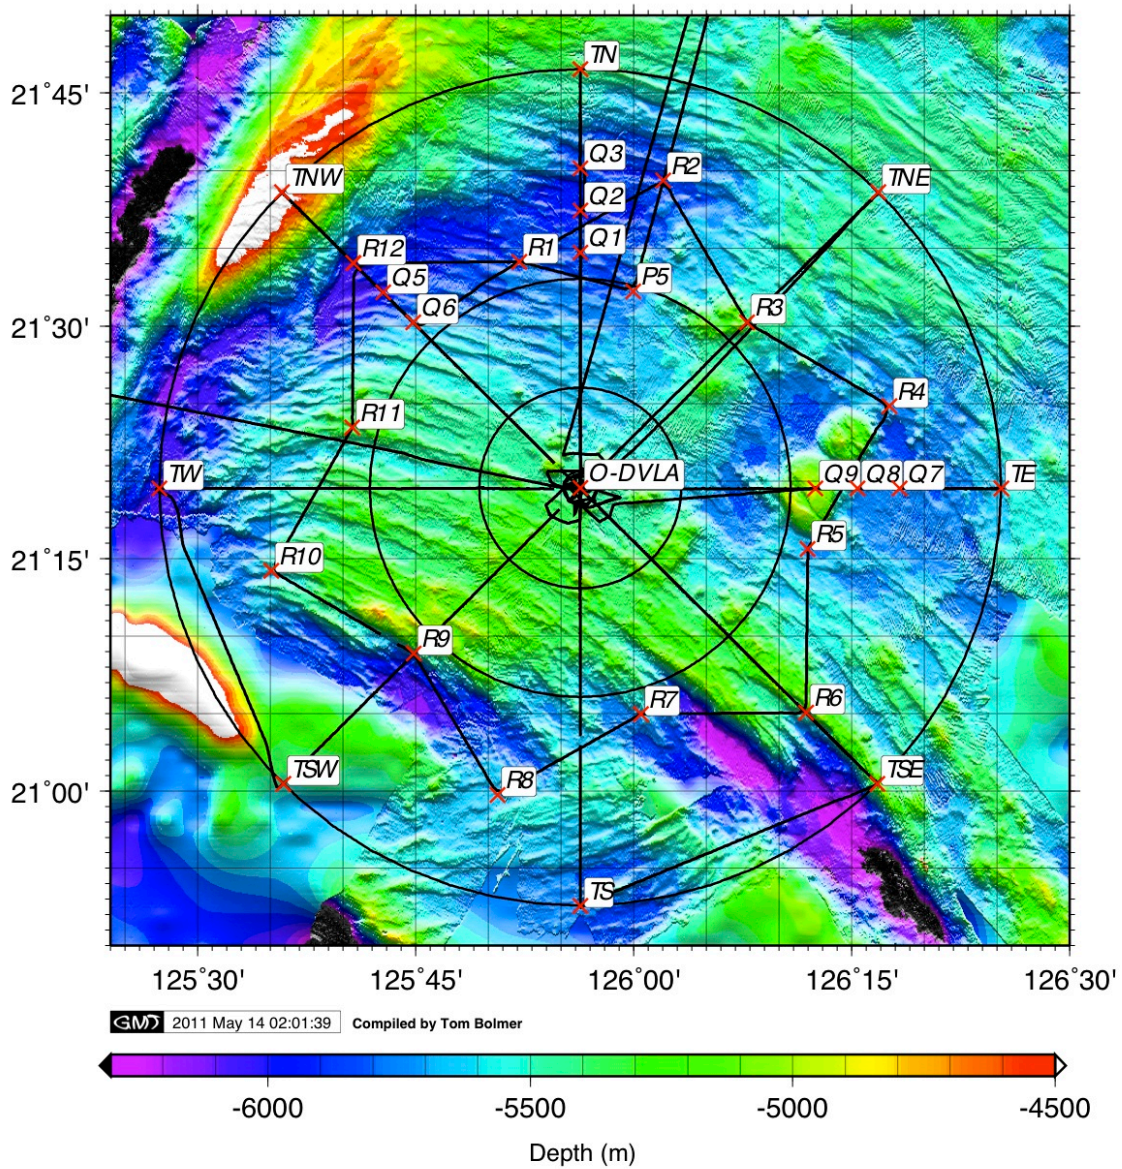 TN
21°45'
Q3
R2
TNW
TNE
Q2
R12
R1
Q1
Q5
P5
Q6
R3
21°30'
R4
R11
TW
O-DVLA
Q9
Q8
Q7
TE
R5
21°15'
R10
R9
R7
R6
TSW
R8
TSE
21°00'
TS
125°30'
125°45'
126°00'
126°15'
126°30'
GMT 2011 May 14 02:01:39 Compiled by Tom Bolmer
-6000
-5500
-5000
-4500
Depth (m)